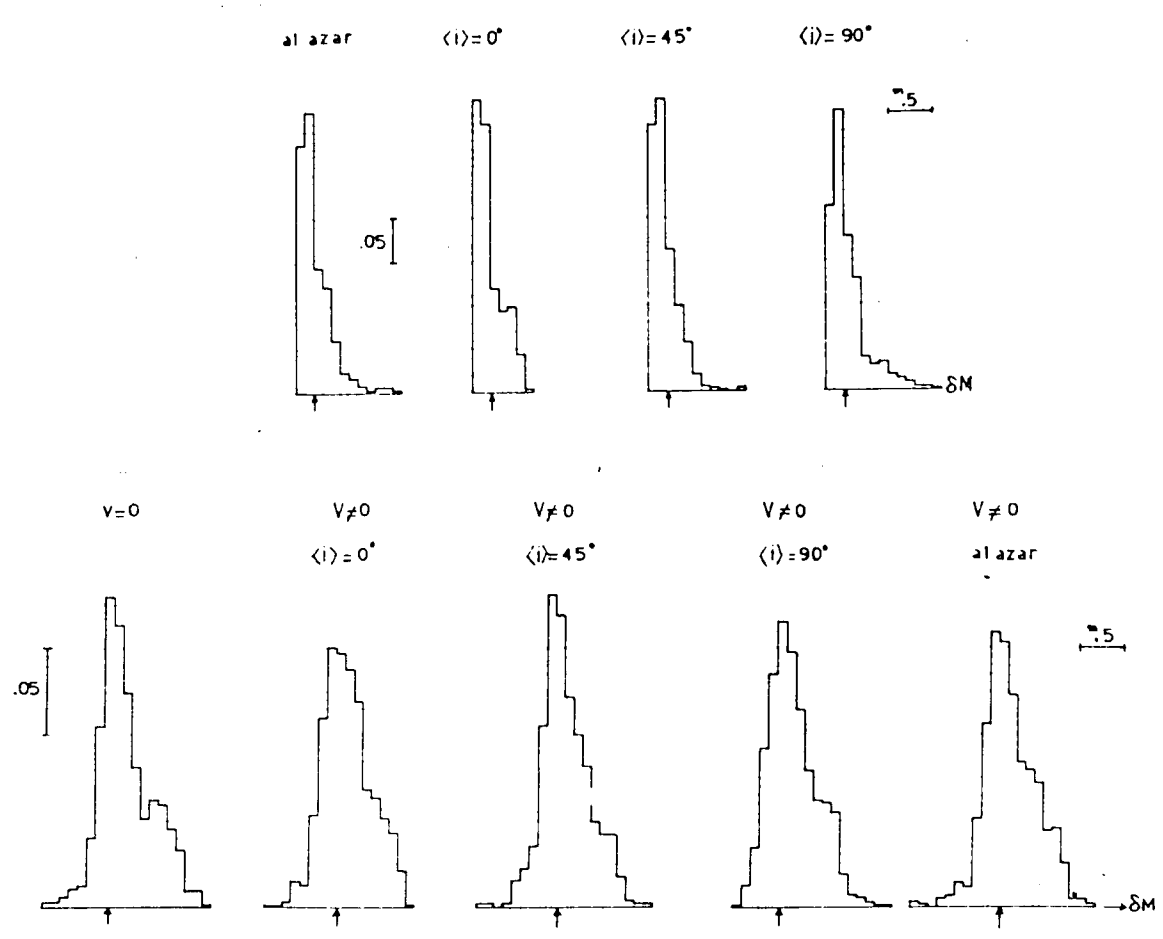 al azar ⟨i⟩=0° ⟨i⟩=45° ⟨i⟩=90°
ᵐ.5
.05
δM
v=0 V≠0 V≠0 V≠0 V≠0
⟨i⟩=0° ⟨i⟩=45° ⟨i⟩=90° al azar
ᵐ.5
.05
δM